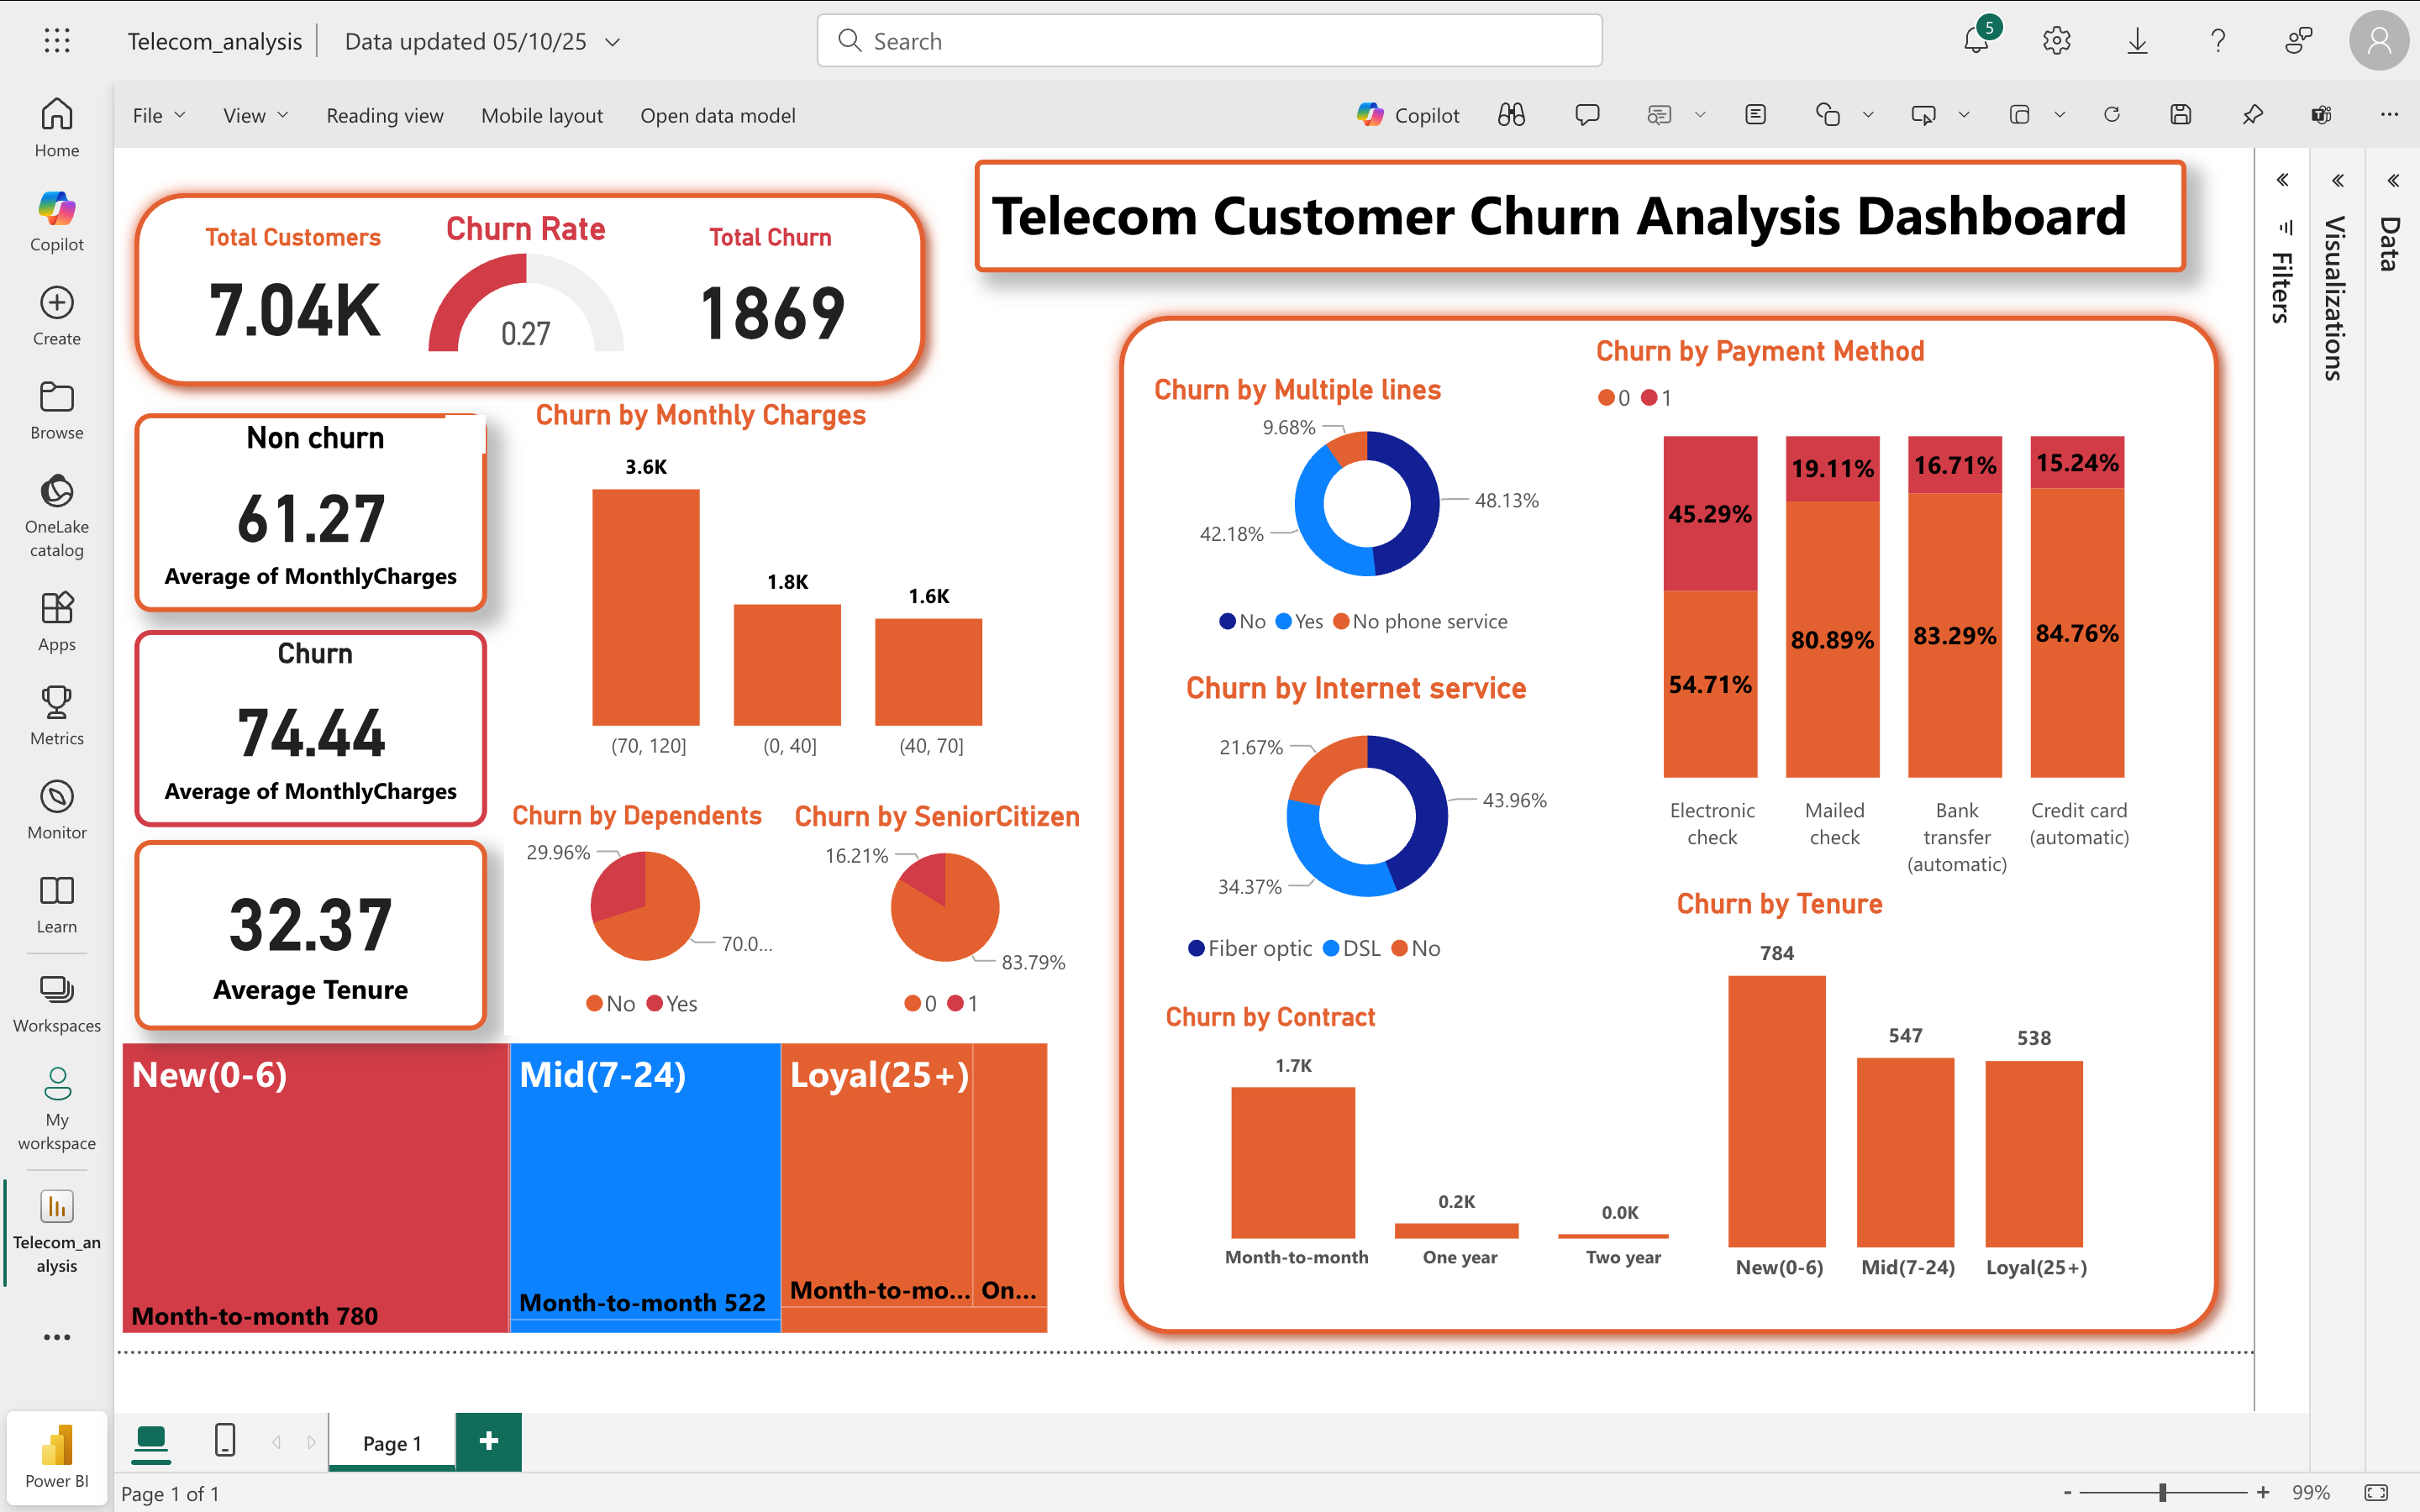 Telecom_analysis
Data updated 05/10/25
Search
5
File
View
Reading view
Mobile layout
Open data model
Copilot
Home
Copilot
Create
Browse
OneLake
catalog
Apps
Metrics
Monitor
Learn
Workspaces
My
workspace
Telecom_an
alysis
Power BI
Total Customers
7.04K
Churn Rate
0.27
Total Churn
1869
Telecom Customer Churn Analysis Dashboard
Non churn
61.27
Average of MonthlyCharges
Churn
74.44
Average of MonthlyCharges
32.37
Average Tenure
Churn by Monthly Charges
3.6K
1.8K
1.6K
(70, 120]
(0, 40]
(40, 70]
Churn by Dependents
29.96%
70.0...
No Yes
Churn by SeniorCitizen
16.21%
83.79%
0 1
New(0-6)
Month-to-month 780
Mid(7-24)
Month-to-month 522
Loyal(25+)
Month-to-mo...
On...
Churn by Multiple lines
9.68%
48.13%
42.18%
No Yes No phone service
Churn by Internet service
21.67%
43.96%
34.37%
Fiber optic DSL No
Churn by Contract
1.7K
0.2K
0.0K
Month-to-month
One year
Two year
Churn by Payment Method
0 1
45.29%
19.11%
16.71%
15.24%
54.71%
80.89%
83.29%
84.76%
Electronic
check
Mailed
check
Bank
transfer
(automatic)
Credit card
(automatic)
Churn by Tenure
784
547
538
New(0-6)
Mid(7-24)
Loyal(25+)
Filters
Visualizations
Data
Page 1
+
Page 1 of 1
- + 99%